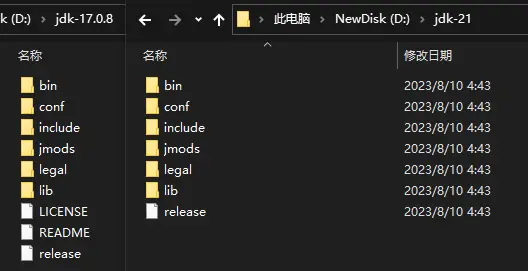 k (D:) › jdk-17.0.8
名称
bin
conf
include
jmods
legal
lib
LICENSE
README
release
此电脑 › NewDisk (D:) › jdk-21
名称 修改日期
bin 2023/8/10 4:43
conf 2023/8/10 4:43
include 2023/8/10 4:43
jmods 2023/8/10 4:43
legal 2023/8/10 4:43
lib 2023/8/10 4:43
release 2023/8/10 4:43